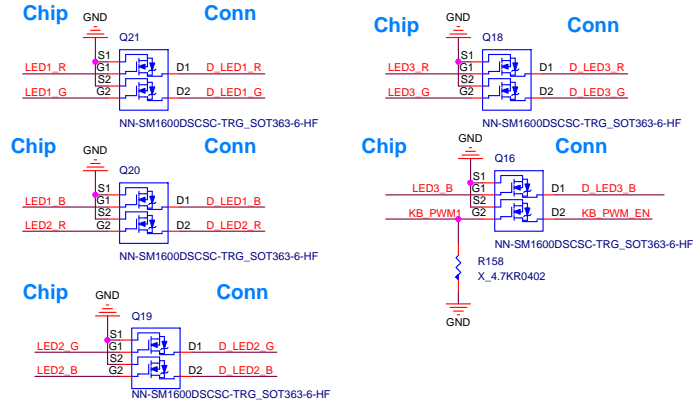 Chip
GND
Conn
Q21
S1
LED1_R
G1
D1
D_LED1_R
S2
LED1_G
G2
D2
D_LED1_G
NN-SM1600DSCSC-TRG_SOT363-6-HF
Chip
GND
Conn
Q18
S1
LED3_R
G1
D1
D_LED3_R
S2
LED3_G
G2
D2
D_LED3_G
NN-SM1600DSCSC-TRG_SOT363-6-HF
Chip
GND
Conn
Q20
S1
LED1_B
G1
D1
D_LED1_B
S2
LED2_R
G2
D2
D_LED2_R
NN-SM1600DSCSC-TRG_SOT363-6-HF
Chip
GND
Conn
Q16
S1
LED3_B
G1
D1
D_LED3_B
S2
KB_PWM1
G2
D2
KB_PWM_EN
NN-SM1600DSCSC-TRG_SOT363-6-HF
R158
X_4.7KR0402
GND
Chip
GND
Conn
Q19
S1
LED2_G
G1
D1
D_LED2_G
S2
LED2_B
G2
D2
D_LED2_B
NN-SM1600DSCSC-TRG_SOT363-6-HF